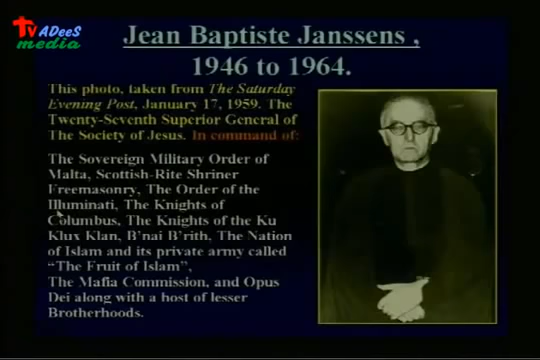 Tv ADeeS
media
Jean Baptiste Janssens ,
1946 to 1964.
This photo, taken from The Saturday
Evening Post, January 17, 1959. The
Twenty-Seventh Superior General of
The Society of Jesus. In command of:
The Sovereign Military Order of
Malta, Scottish-Rite Shriner
Freemasonry, The Order of the
Illuminati, The Knights of
Columbus, The Knights of the Ku
Klux Klan, B'nai B'rith, The Nation
of Islam and its private army called
“The Fruit of Islam”,
The Mafia Commission, and Opus
Dei along with a host of lesser
Brotherhoods.